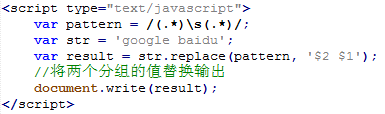 <script type="text/javascript">
var pattern = /(.*)\s(.*)/;
var str = 'google baidu';
var result = str.replace(pattern, '$2 $1');
//将两个分组的值替换输出
document.write(result);
</script>